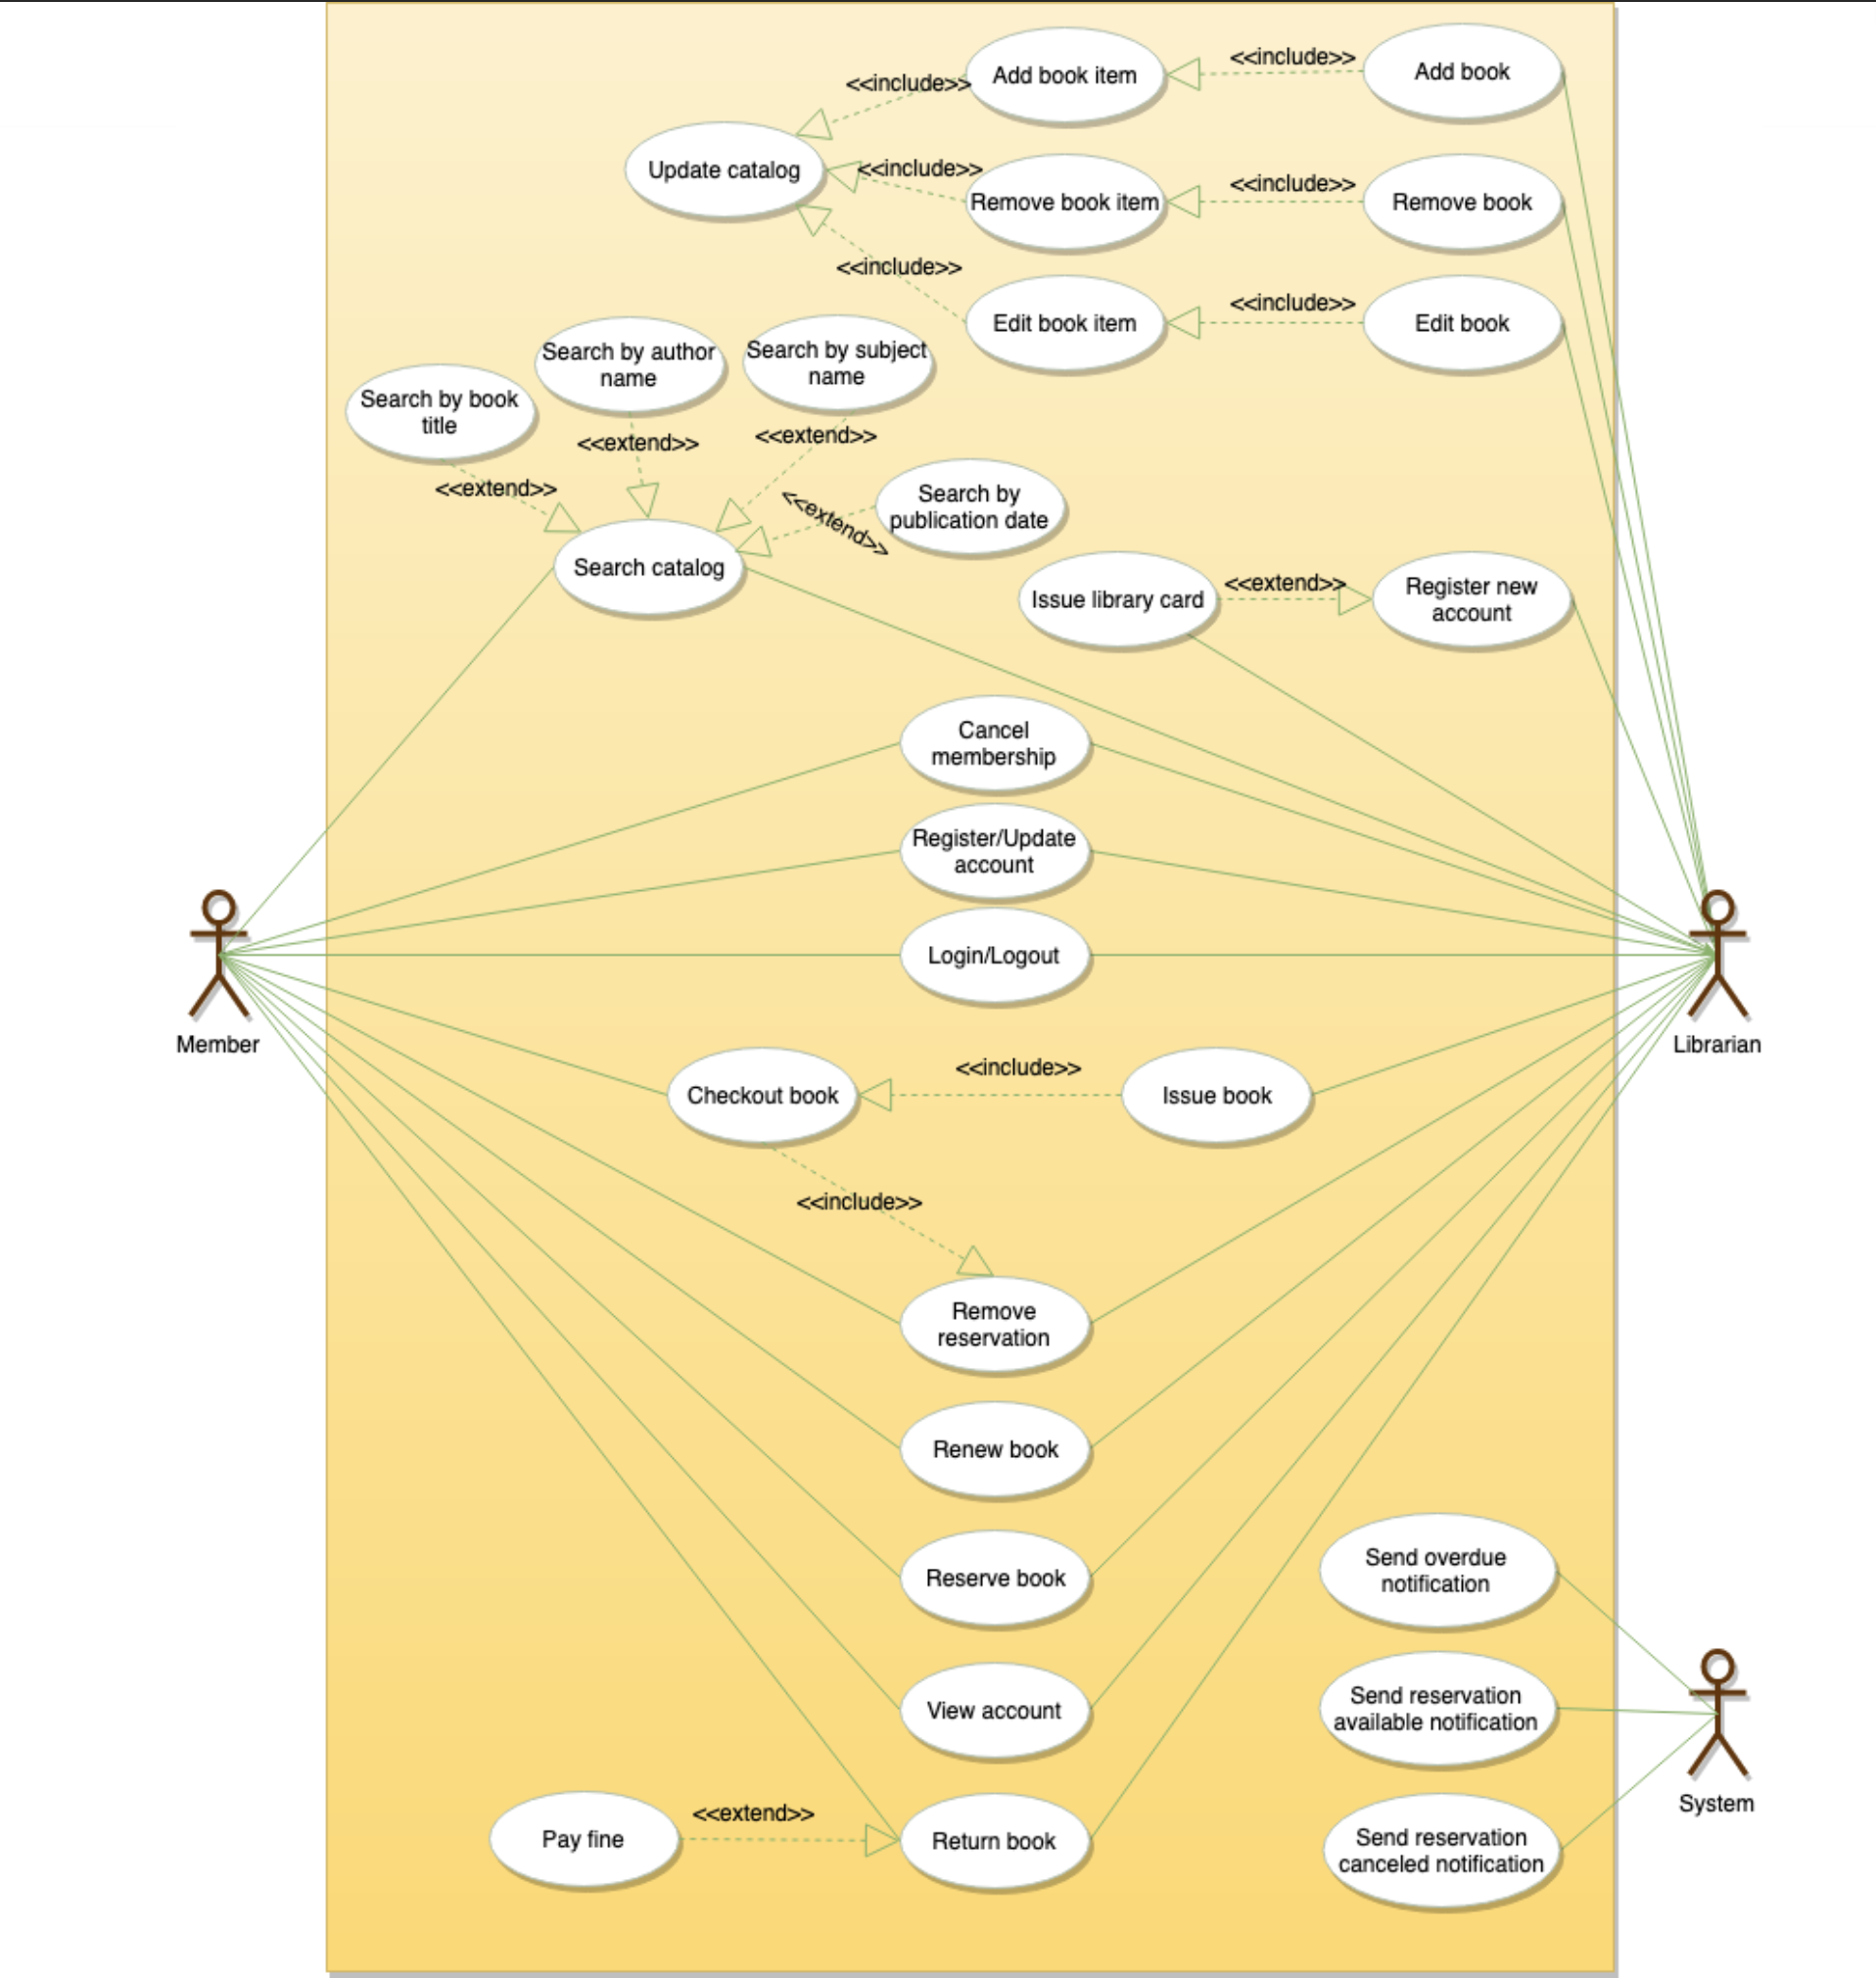 <<include>>
Add book item
<<include>>
Add book
Update catalog
<<include>>
Remove book item
<<include>>
Remove book
<<include>>
Edit book item
<<include>>
Edit book
Search by book
title
Search by author
name
Search by subject
name
<<extend>>
<<extend>>
<<extend>>
<<extend>>
Search by
publication date
Search catalog
Issue library card
<<extend>>
Register new
account
Cancel
membership
Register/Update
account
Login/Logout
Member
Librarian
Checkout book
<<include>>
Issue book
<<include>>
Remove
reservation
Renew book
Reserve book
Send overdue
notification
View account
Send reservation
available notification
System
Pay fine
<<extend>>
Return book
Send reservation
canceled notification